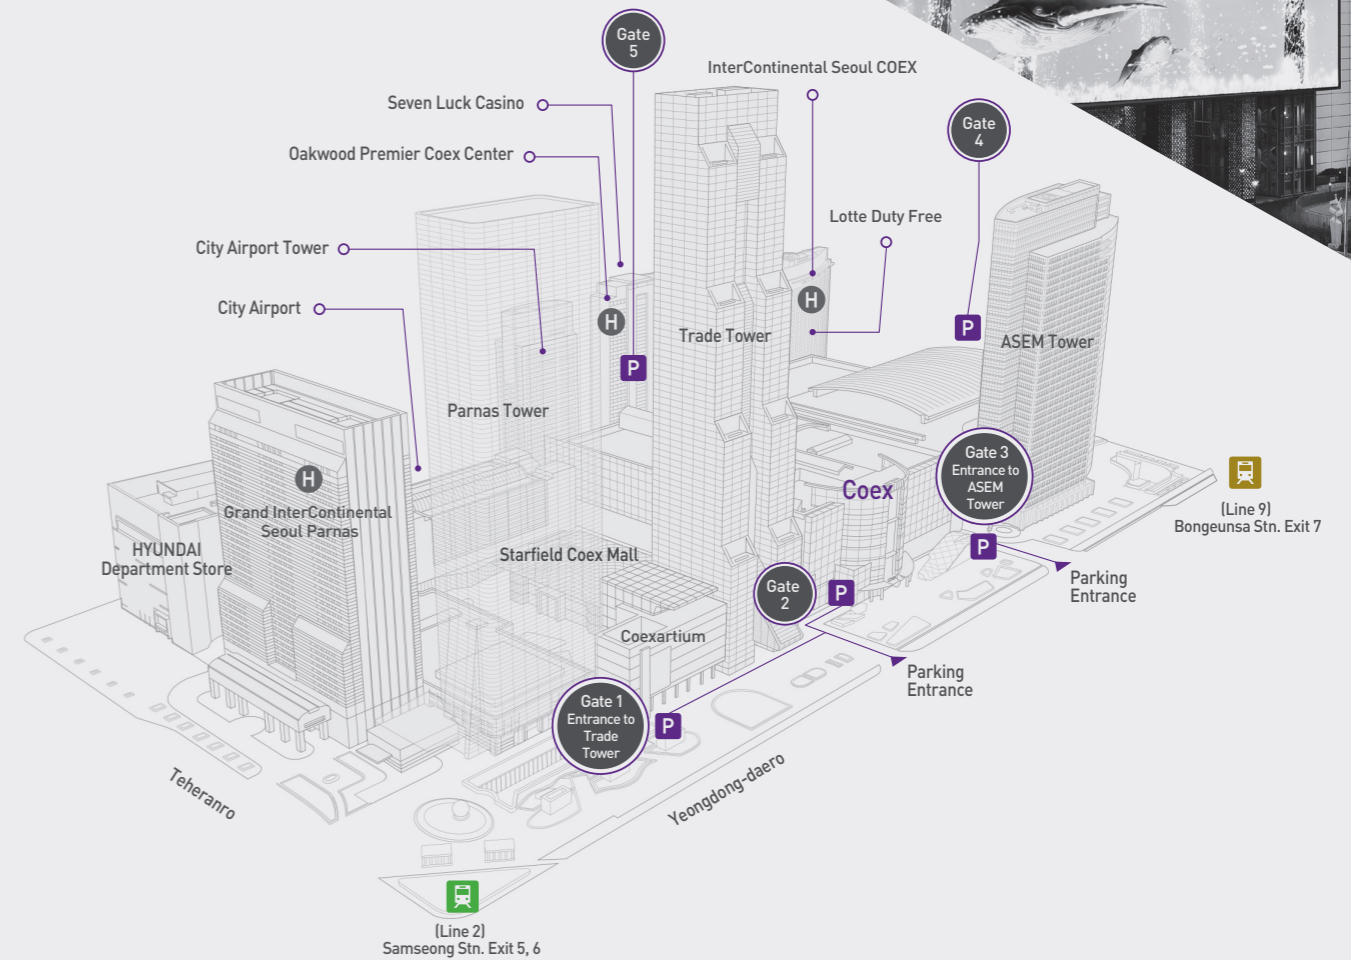 Gate
5
InterContinental Seoul COEX
Seven Luck Casino
Gate
4
Oakwood Premier Coex Center
Lotte Duty Free
City Airport Tower
City Airport
H
H
P
P
Trade Tower
ASEM Tower
Parnas Tower
H
Grand InterContinental
Seoul Parnas
HYUNDAI
Department Store
Coex
Gate 3
Entrance to
ASEM
Tower
(Line 9)
Bongeunsa Stn. Exit 7
P
Parking
Entrance
Starfield Coex Mall
Gate
2
P
Coexartium
Parking
Entrance
Gate 1
Entrance to
Trade
Tower
P
Teheranro
Yeongdong-daero
(Line 2)
Samseong Stn. Exit 5, 6